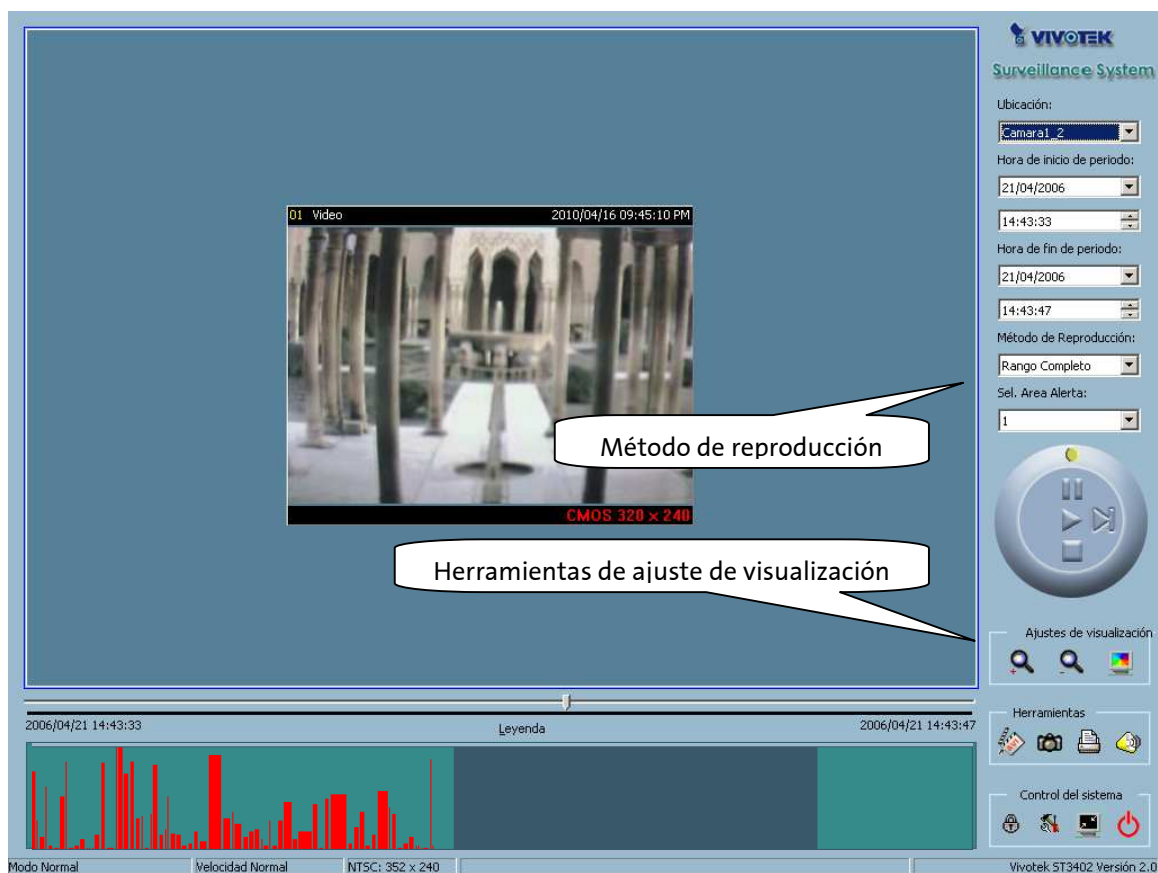 VIVOTEK
Surveillance System
Ubicación:
Camara1_2
Hora de inicio de periodo:
21/04/2006
14:43:33
Hora de fin de periodo:
21/04/2006
14:43:47
Método de Reproducción:
Rango Completo
Sel. Area Alerta:
1
01 Video 2010/04/16 09:45:10 PM
CMOS 320 x 240
Método de reproducción
Herramientas de ajuste de visualización
Ajustes de visualización
2006/04/21 14:43:33 Leyenda 2006/04/21 14:43:47
Herramientas
Control del sistema
Modo Normal Velocidad Normal NTSC: 352 x 240 Vivotek ST3402 Versión 2.0